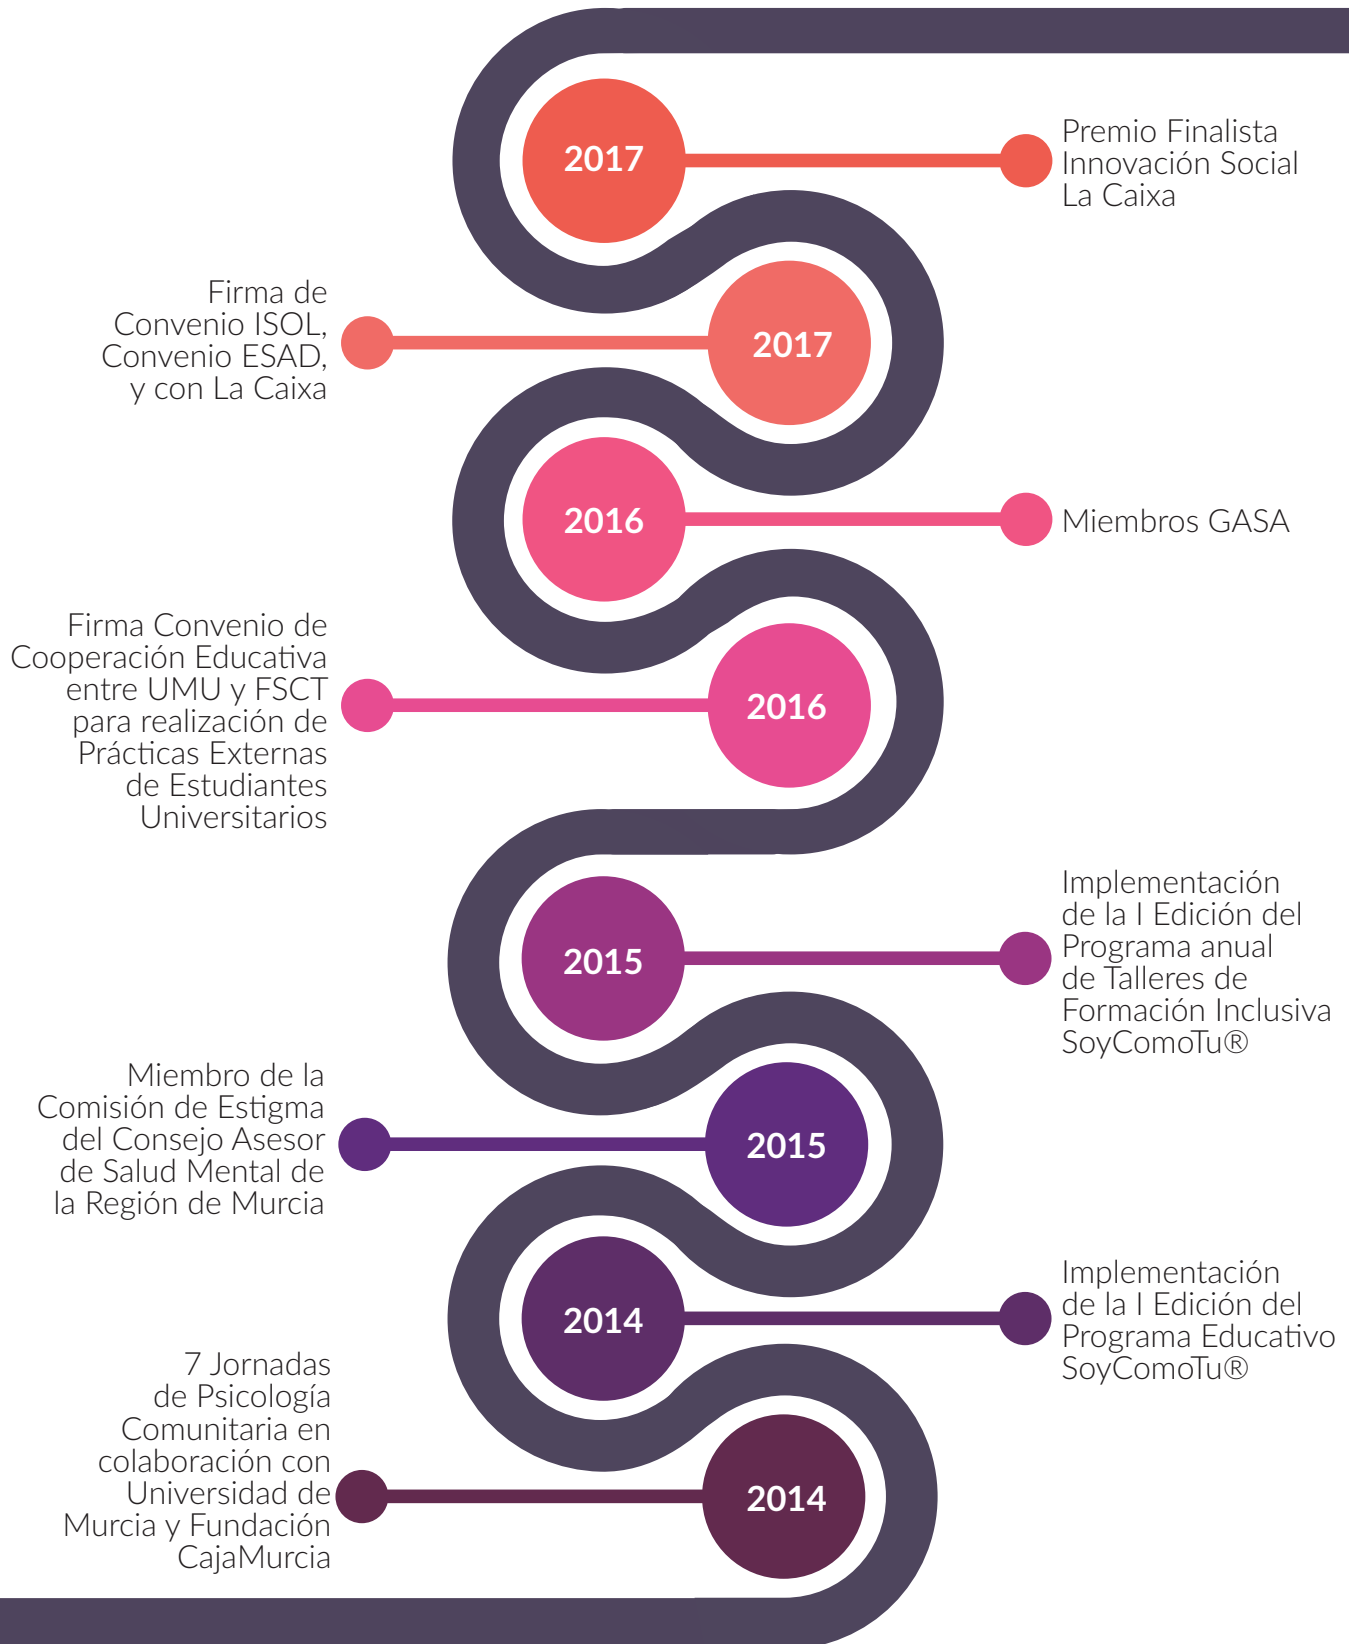 2017
Premio Finalista
Innovación Social
La Caixa
Firma de
Convenio ISOL,
Convenio ESAD,
y con La Caixa
2017
2016
Miembros GASA
Firma Convenio de
Cooperación Educativa
entre UMU y FSCT
para realización de
Prácticas Externas
de Estudiantes
Universitarios
2016
2015
Implementación
de la I Edición del
Programa anual
de Talleres de
Formación Inclusiva
SoyComoTu®
Miembro de la
Comisión de Estigma
del Consejo Asesor
de Salud Mental de
la Región de Murcia
2015
2014
Implementación
de la I Edición del
Programa Educativo
SoyComoTu®
7 Jornadas
de Psicología
Comunitaria en
colaboración con
Universidad de
Murcia y Fundación
CajaMurcia
2014